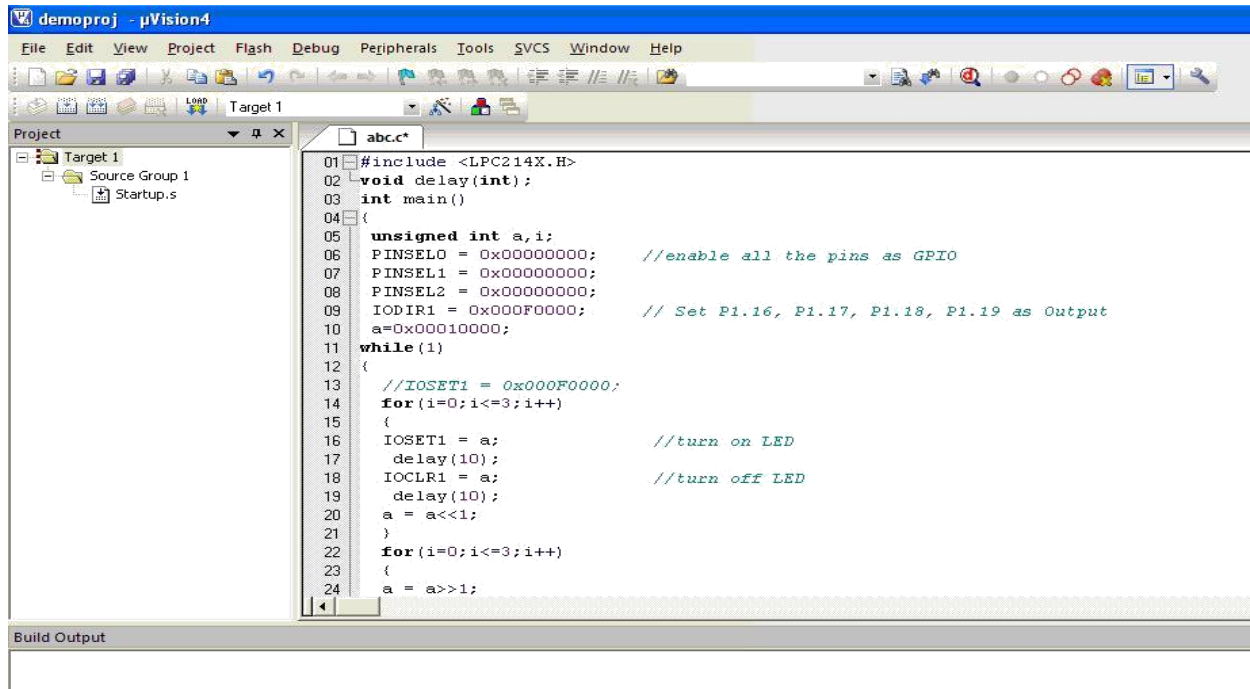 demoproj - µVision4
File Edit View Project Flash Debug Peripherals Tools SVCS Window Help
LOAD Target 1
Project
abc.c*
Target 1
Source Group 1
Startup.s
01 #include <LPC214X.H>
02 void delay(int);
03 int main()
04 {
05 unsigned int a,i;
06 PINSEL0 = 0x00000000; //enable all the pins as GPIO
07 PINSEL1 = 0x00000000;
08 PINSEL2 = 0x00000000;
09 IODIR1 = 0x000F0000; // Set P1.16, P1.17, P1.18, P1.19 as Output
10 a=0x00010000;
11 while(1)
12 {
13 //IOSET1 = 0x000F0000;
14 for(i=0;i<=3;i++)
15 {
16 IOSET1 = a; //turn on LED
17 delay(10);
18 IOCLR1 = a; //turn off LED
19 delay(10);
20 a = a<<1;
21 }
22 for(i=0;i<=3;i++)
23 {
24 a = a>>1;
Build Output